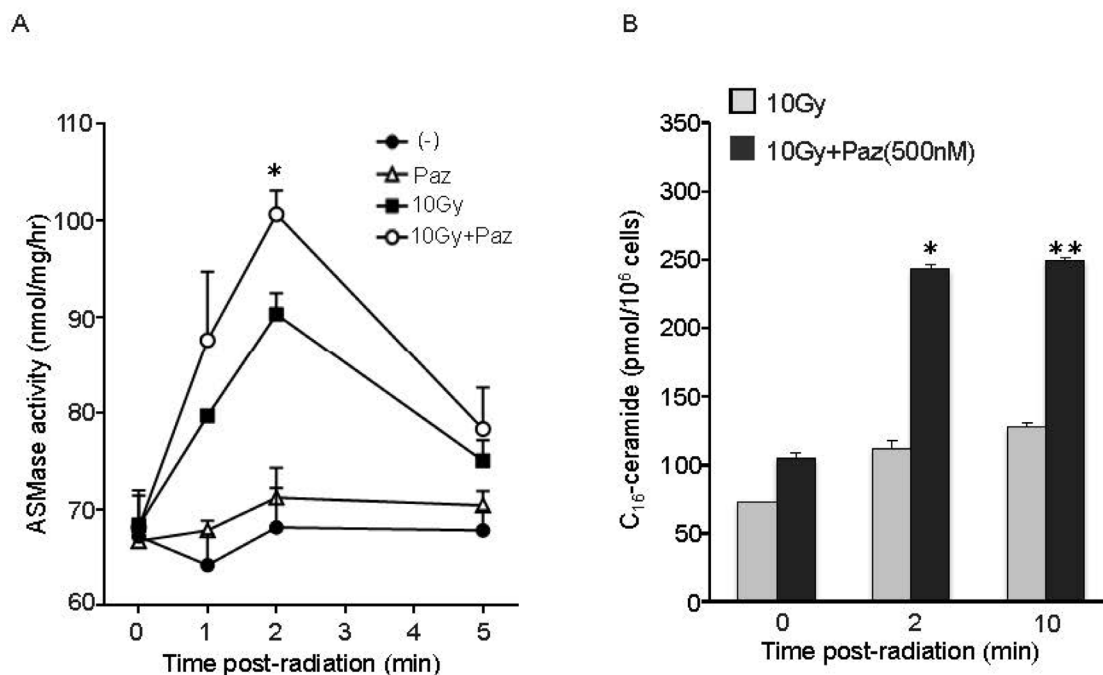 A
ASMase activity (nmol/mg/hr)
110
100
90
80
70
60
*
(-)
Paz
10Gy
10Gy+Paz
0 1 2 3 4 5
Time post-radiation (min)
B
10Gy
10Gy+Paz(500nM)
C₁₆-ceramide (pmol/10⁶ cells)
350
300
250
200
150
100
50
0
* **
0 2 10
Time post-radiation (min)